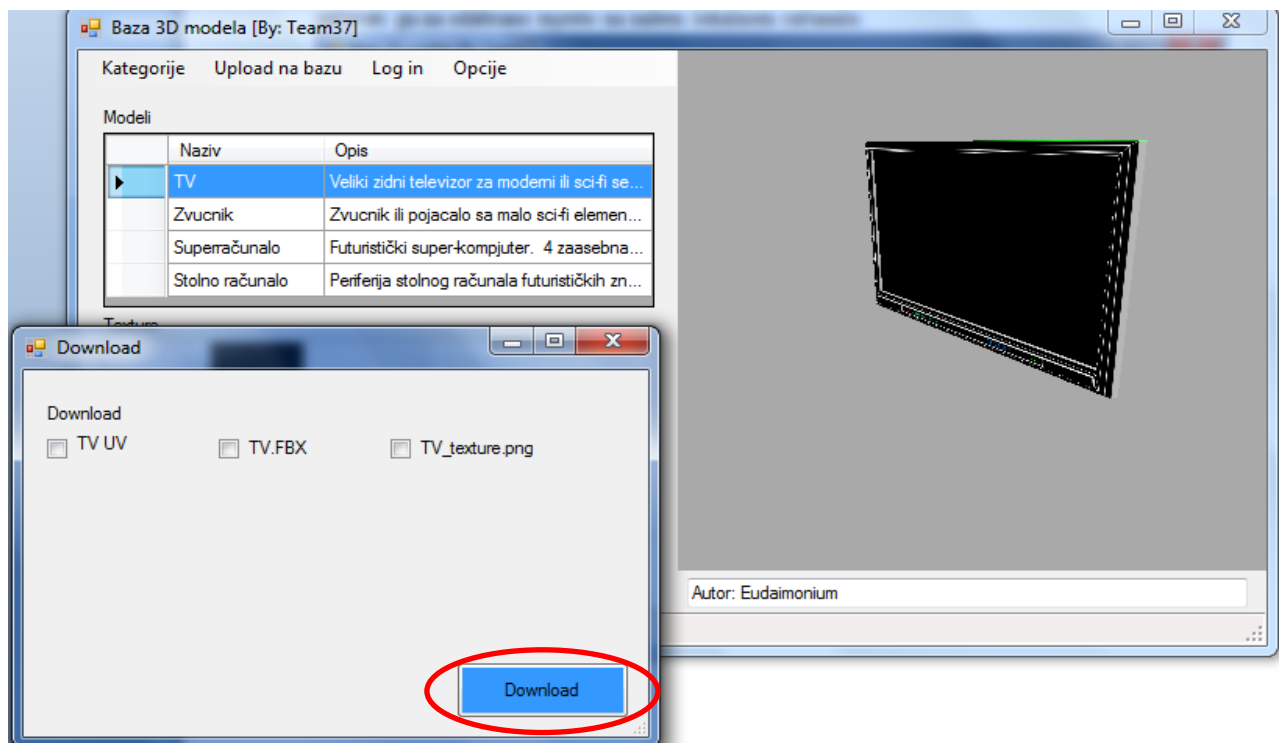 Baza 3D modela [By: Team37]
Kategorije Upload na bazu Log in Opcije
Modeli
Naziv Opis
TV Veliki zidni televizor za moderni ili sci-fi se...
Zvucnik Zvucnik ili pojacalo sa malo sci-fi elemen...
Superračunalo Futuristički super-kompjuter. 4 zaasebna...
Stolno računalo Periferija stolnog računala futurističkih zn...
Download
Download
TV UV TV.FBX TV_texture.png
Download
Autor: Eudaimonium